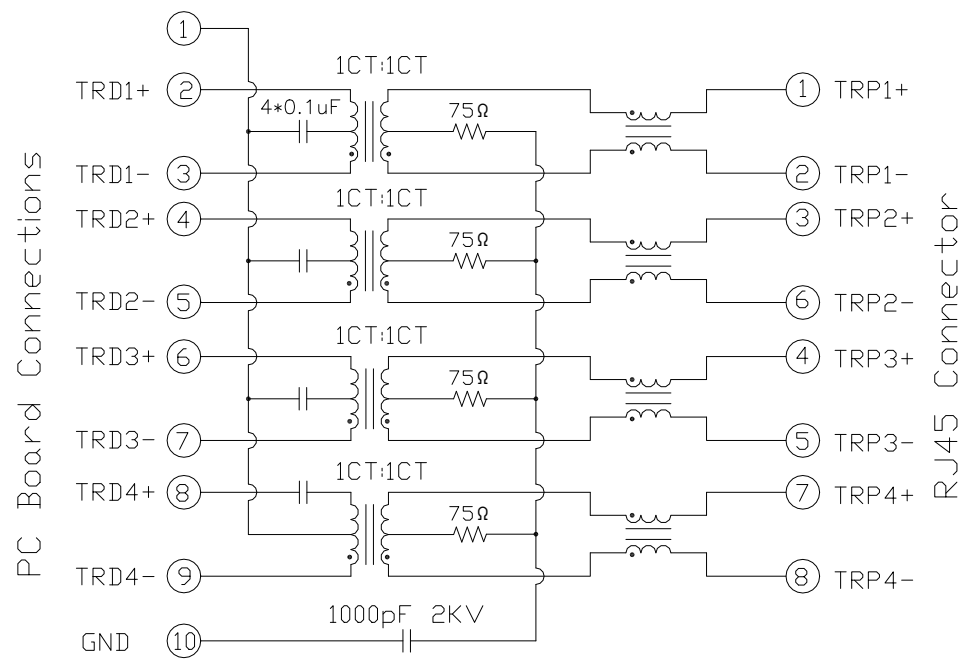 1
1CT:1CT
TRD1+ 2
4*0.1uF
75Ω
1 TRP1+
TRD1- 3
2 TRP1-
1CT:1CT
TRD2+ 4
75Ω
3 TRP2+
TRD2- 5
6 TRP2-
1CT:1CT
TRD3+ 6
75Ω
4 TRP3+
TRD3- 7
5 TRP3-
1CT:1CT
TRD4+ 8
75Ω
7 TRP4+
TRD4- 9
8 TRP4-
1000pF 2KV
GND 10
PC Board Connections
RJ45 Connector